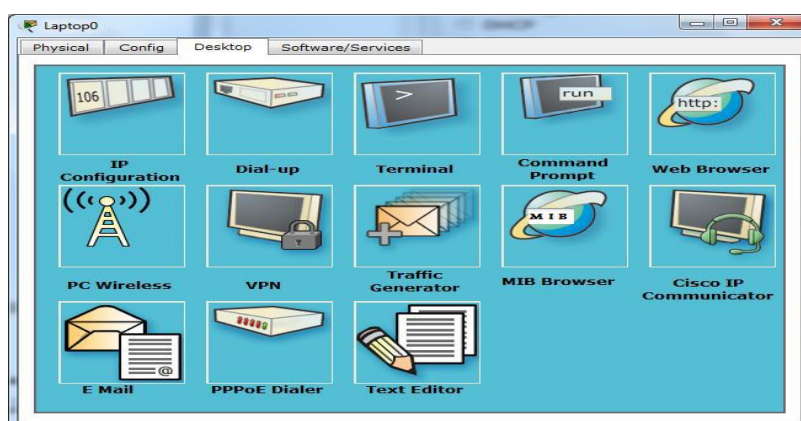 Laptop0
Physical Config Desktop Software/Services
106
>
run
http:
IP Configuration
Dial-up
Terminal
Command Prompt
Web Browser
MIB
PC Wireless
VPN
Traffic Generator
MIB Browser
Cisco IP Communicator
@
E Mail
PPPoE Dialer
Text Editor